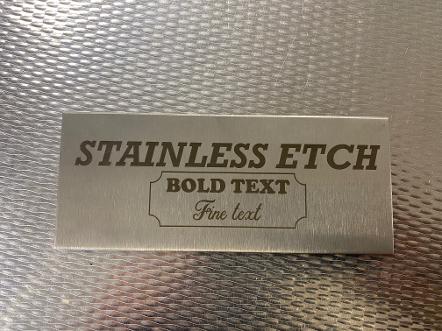 STAINLESS ETCH
BOLD TEXT
Fine text